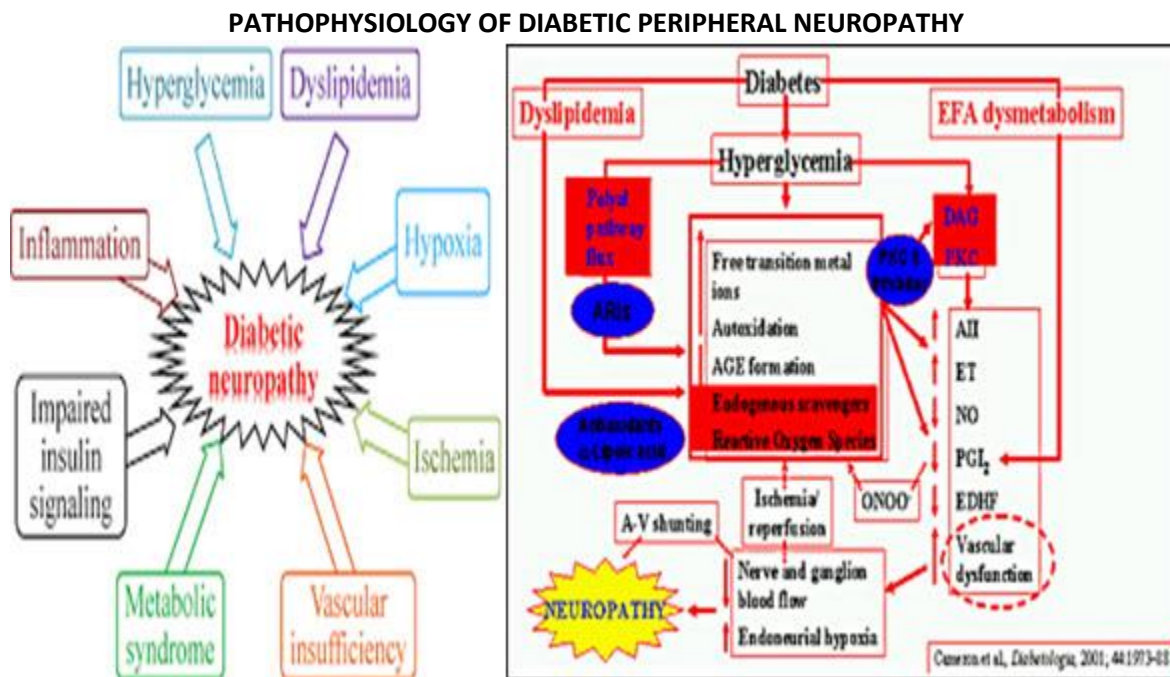 PATHOPHYSIOLOGY OF DIABETIC PERIPHERAL NEUROPATHY
Hyperglycemia
Dyslipidemia
Inflammation
Hypoxia
Diabetic
neuropathy
Impaired
insulin
signaling
Ischemia
Metabolic
syndrome
Vascular
insufficiency
Diabetes
Dyslipidemia
EFA dysmetabolism
Hyperglycemia
Polyol
pathway
flux
DAG
PKC
PKC
ARIs
Free transition metal
ions
Autoxidation
AGE formation
Endogenous scavengers
Reactive Oxygen Species
Antioxidants
AII
ET
NO
PGI₂
EDHF
Vascular
dysfunction
Ischemia/
reperfusion
ONOO⁻
A-V shunting
Nerve and ganglion
blood flow
Endoneurial hypoxia
NEUROPATHY
Cameron et al., Diabetologia, 2001; 44:1973-88